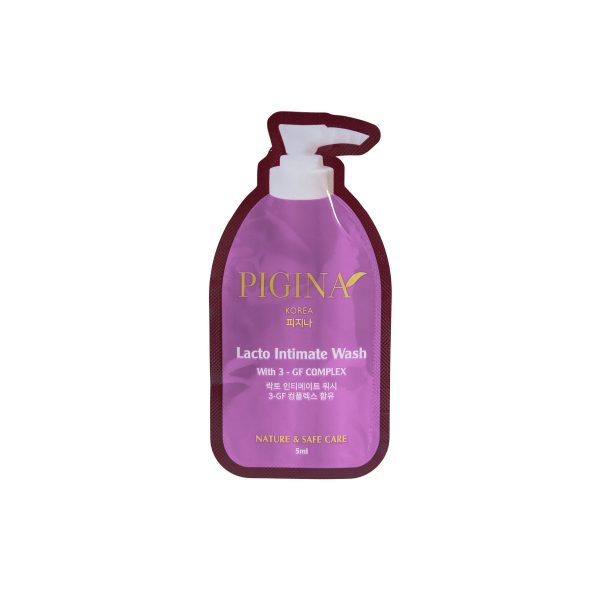 PIGINA
KOREA
피지나
Lacto Intimate Wash
With 3 - GF COMPLEX
락토 인티메이트 워시
3-GF 컴플렉스 함유
NATURE & SAFE CARE
5ml